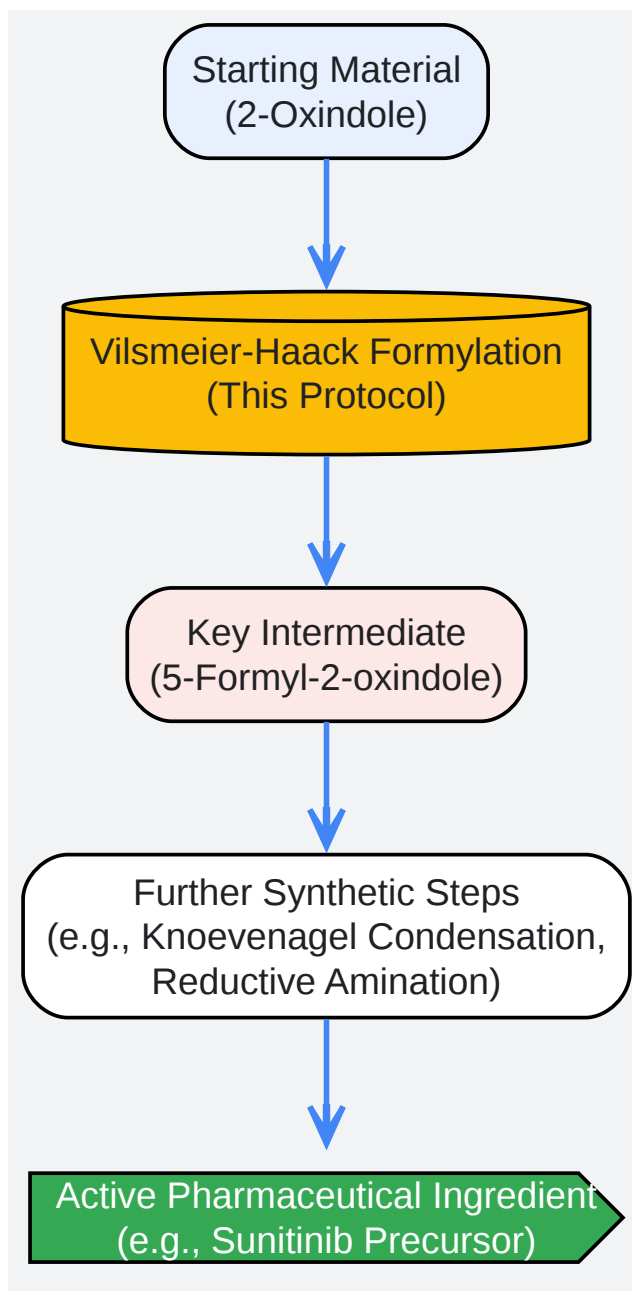 Starting Material
(2-Oxindole)
Vilsmeier-Haack Formylation
(This Protocol)
Key Intermediate
(5-Formyl-2-oxindole)
Further Synthetic Steps
(e.g., Knoevenagel Condensation,
Reductive Amination)
Active Pharmaceutical Ingredient
(e.g., Sunitinib Precursor)